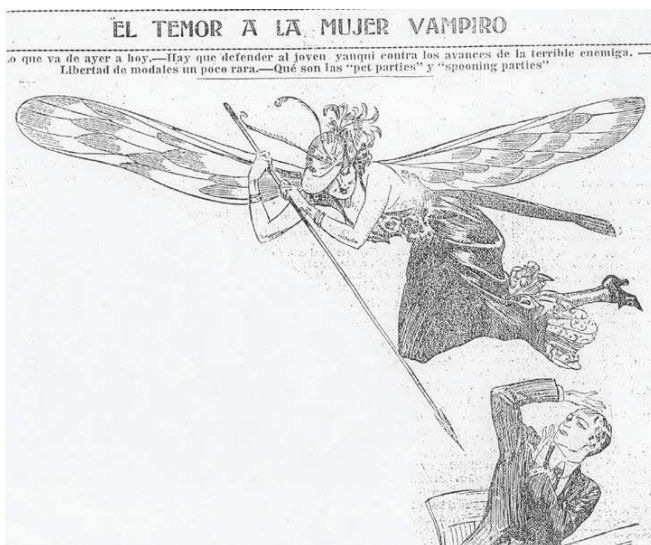 EL TEMOR A LA MUJER VAMPIRO
o que va de ayer a hoy.—Hay que defender al joven yanqui contra los avances de la terrible enemiga. —
Libertad de modales un poco rara.—Qué son las "pet parties" y "spooning parties"